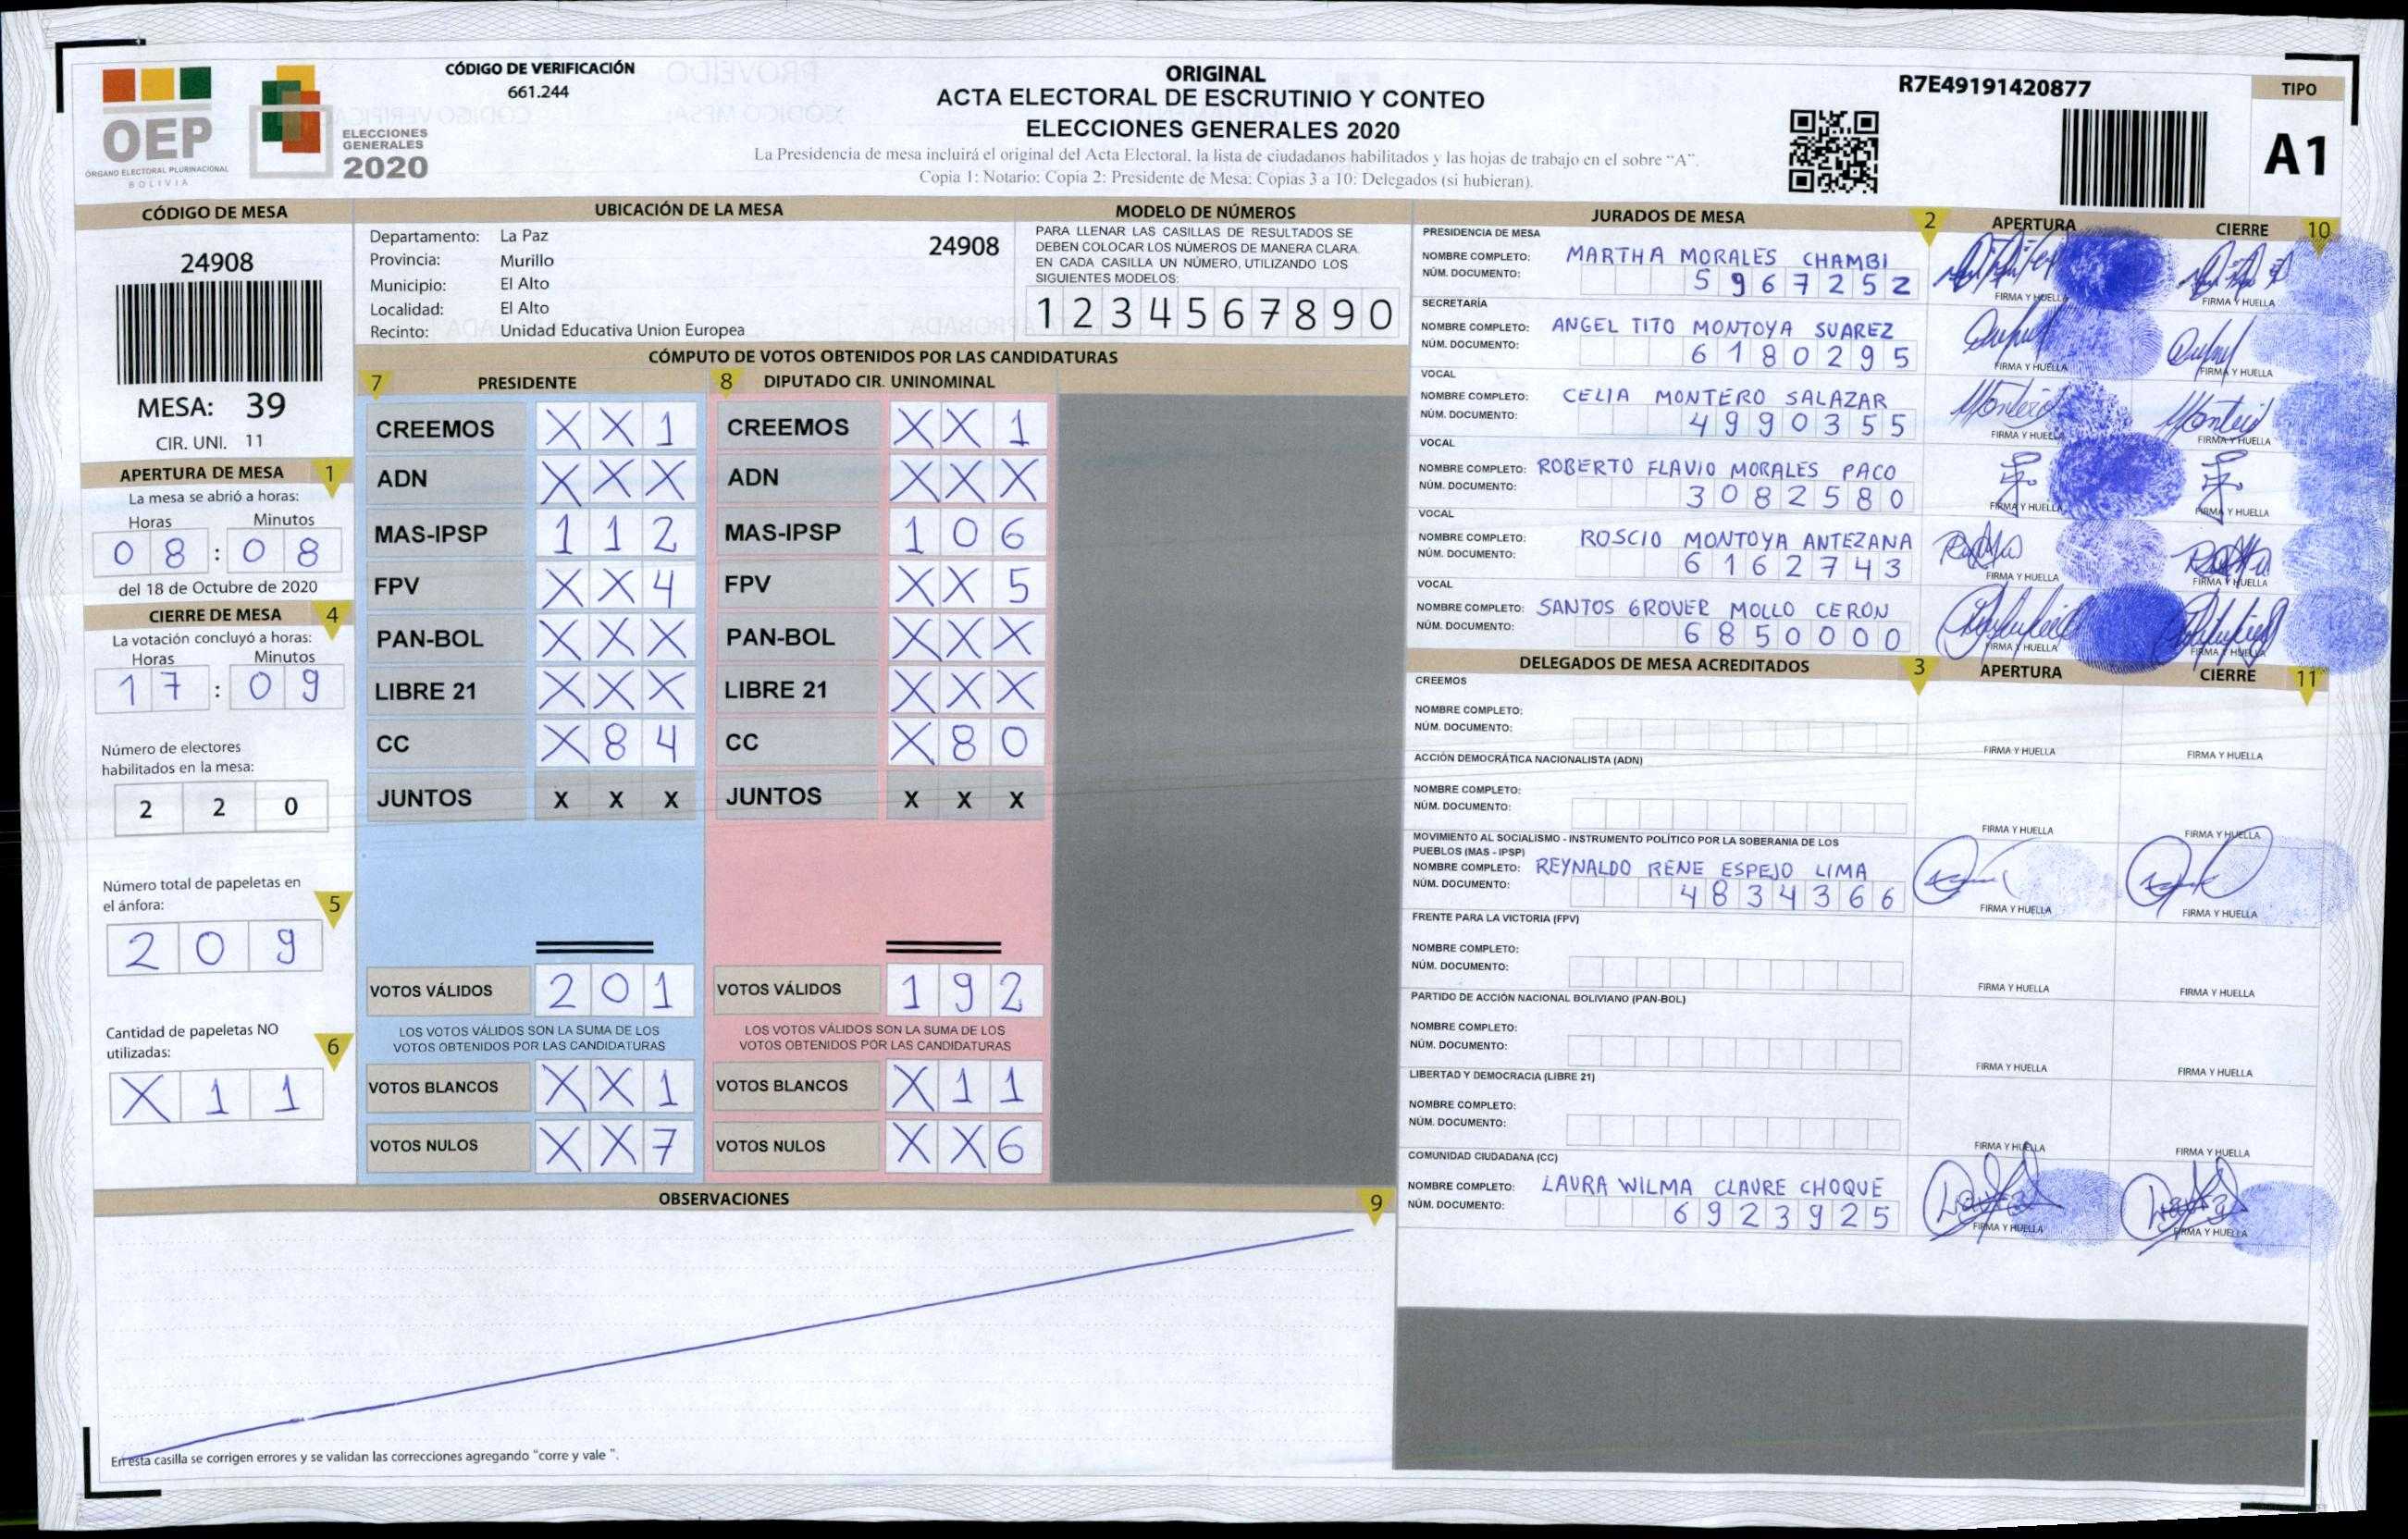 CÓDIGO DE VERIFICACIÓN
661.244
OEP
ÓRGANO ELECTORAL PLURINACIONAL
BOLIVIA
ELECCIONES
GENERALES
2020
ORIGINAL
ACTA ELECTORAL DE ESCRUTINIO Y CONTEO
ELECCIONES GENERALES 2020
La Presidencia de mesa incluirá el original del Acta Electoral, la lista de ciudadanos habilitados y las hojas de trabajo en el sobre "A".
Copia 1: Notario: Copia 2: Presidente de Mesa: Copias 3 a 10: Delegados (si hubieran).
R7E49191420877
TIPO
A1
CÓDIGO DE MESA
24908
MESA: 39
CIR. UNI. 11
APERTURA DE MESA 1
La mesa se abrió a horas:
Horas Minutos
0 8 : 0 8
del 18 de Octubre de 2020
CIERRE DE MESA 4
La votación concluyó a horas:
Horas Minutos
1 7 : 0 9
Número de electores
habilitados en la mesa:
2 2 0
Número total de papeletas en
el ánfora: 5
2 0 9
Cantidad de papeletas NO
utilizadas: 6
X 1 1
UBICACIÓN DE LA MESA
Departamento: La Paz
24908
Provincia: Murillo
Municipio: El Alto
Localidad: El Alto
Recinto: Unidad Educativa Union Europea
MODELO DE NÚMEROS
PARA LLENAR LAS CASILLAS DE RESULTADOS SE
DEBEN COLOCAR LOS NÚMEROS DE MANERA CLARA.
EN CADA CASILLA UN NÚMERO, UTILIZANDO LOS
SIGUIENTES MODELOS:
1 2 3 4 5 6 7 8 9 0
CÓMPUTO DE VOTOS OBTENIDOS POR LAS CANDIDATURAS
7 PRESIDENTE 8 DIPUTADO CIR. UNINOMINAL
CREEMOS X X 1 CREEMOS X X 1
ADN X X X ADN X X X
MAS-IPSP 1 1 2 MAS-IPSP 1 0 6
FPV X X 4 FPV X X 5
PAN-BOL X X X PAN-BOL X X X
LIBRE 21 X X X LIBRE 21 X X X
CC X 8 4 CC X 8 0
JUNTOS X X X JUNTOS X X X
VOTOS VÁLIDOS 2 0 1 VOTOS VÁLIDOS 1 9 2
LOS VOTOS VÁLIDOS SON LA SUMA DE LOS LOS VOTOS VÁLIDOS SON LA SUMA DE LOS
VOTOS OBTENIDOS POR LAS CANDIDATURAS VOTOS OBTENIDOS POR LAS CANDIDATURAS
VOTOS BLANCOS X X 1 VOTOS BLANCOS X 1 1
VOTOS NULOS X X 7 VOTOS NULOS X X 6
OBSERVACIONES 9
En esta casilla se corrigen errores y se validan las correcciones agregando "corre y vale ".
JURADOS DE MESA 2 APERTURA CIERRE 10
PRESIDENCIA DE MESA
NOMBRE COMPLETO: MARTHA MORALES CHAMBI
NÚM. DOCUMENTO: 5967252
FIRMA Y HUELLA FIRMA Y HUELLA
SECRETARÍA
NOMBRE COMPLETO: ANGEL TITO MONTOYA SUAREZ
NÚM. DOCUMENTO: 6180295
FIRMA Y HUELLA FIRMA Y HUELLA
VOCAL
NOMBRE COMPLETO: CELIA MONTERO SALAZAR
NÚM. DOCUMENTO: 4990355
FIRMA Y HUELLA FIRMA Y HUELLA
VOCAL
NOMBRE COMPLETO: ROBERTO FLAVIO MORALES PACO
NÚM. DOCUMENTO: 3082580
FIRMA Y HUELLA FIRMA Y HUELLA
VOCAL
NOMBRE COMPLETO: ROSCIO MONTOYA ANTEZANA
NÚM. DOCUMENTO: 6162743
FIRMA Y HUELLA FIRMA Y HUELLA
VOCAL
NOMBRE COMPLETO: SANTOS GROVER MOLLO CERON
NÚM. DOCUMENTO: 6850000
FIRMA Y HUELLA FIRMA Y HUELLA
DELEGADOS DE MESA ACREDITADOS 3 APERTURA CIERRE 11
CREEMOS
NOMBRE COMPLETO:
NÚM. DOCUMENTO:
FIRMA Y HUELLA FIRMA Y HUELLA
ACCIÓN DEMOCRÁTICA NACIONALISTA (ADN)
NOMBRE COMPLETO:
NÚM. DOCUMENTO:
FIRMA Y HUELLA FIRMA Y HUELLA
MOVIMIENTO AL SOCIALISMO - INSTRUMENTO POLÍTICO POR LA SOBERANIA DE LOS
PUEBLOS (MAS - IPSP)
NOMBRE COMPLETO: REYNALDO RENE ESPEJO LIMA
NÚM. DOCUMENTO: 4834366
FIRMA Y HUELLA FIRMA Y HUELLA
FRENTE PARA LA VICTORIA (FPV)
NOMBRE COMPLETO:
NÚM. DOCUMENTO:
FIRMA Y HUELLA FIRMA Y HUELLA
PARTIDO DE ACCIÓN NACIONAL BOLIVIANO (PAN-BOL)
NOMBRE COMPLETO:
NÚM. DOCUMENTO:
FIRMA Y HUELLA FIRMA Y HUELLA
LIBERTAD Y DEMOCRACIA (LIBRE 21)
NOMBRE COMPLETO:
NÚM. DOCUMENTO:
FIRMA Y HUELLA FIRMA Y HUELLA
COMUNIDAD CIUDADANA (CC)
NOMBRE COMPLETO: LAURA WILMA CLAURE CHOQUE
NÚM. DOCUMENTO: 6923925
FIRMA Y HUELLA FIRMA Y HUELLA